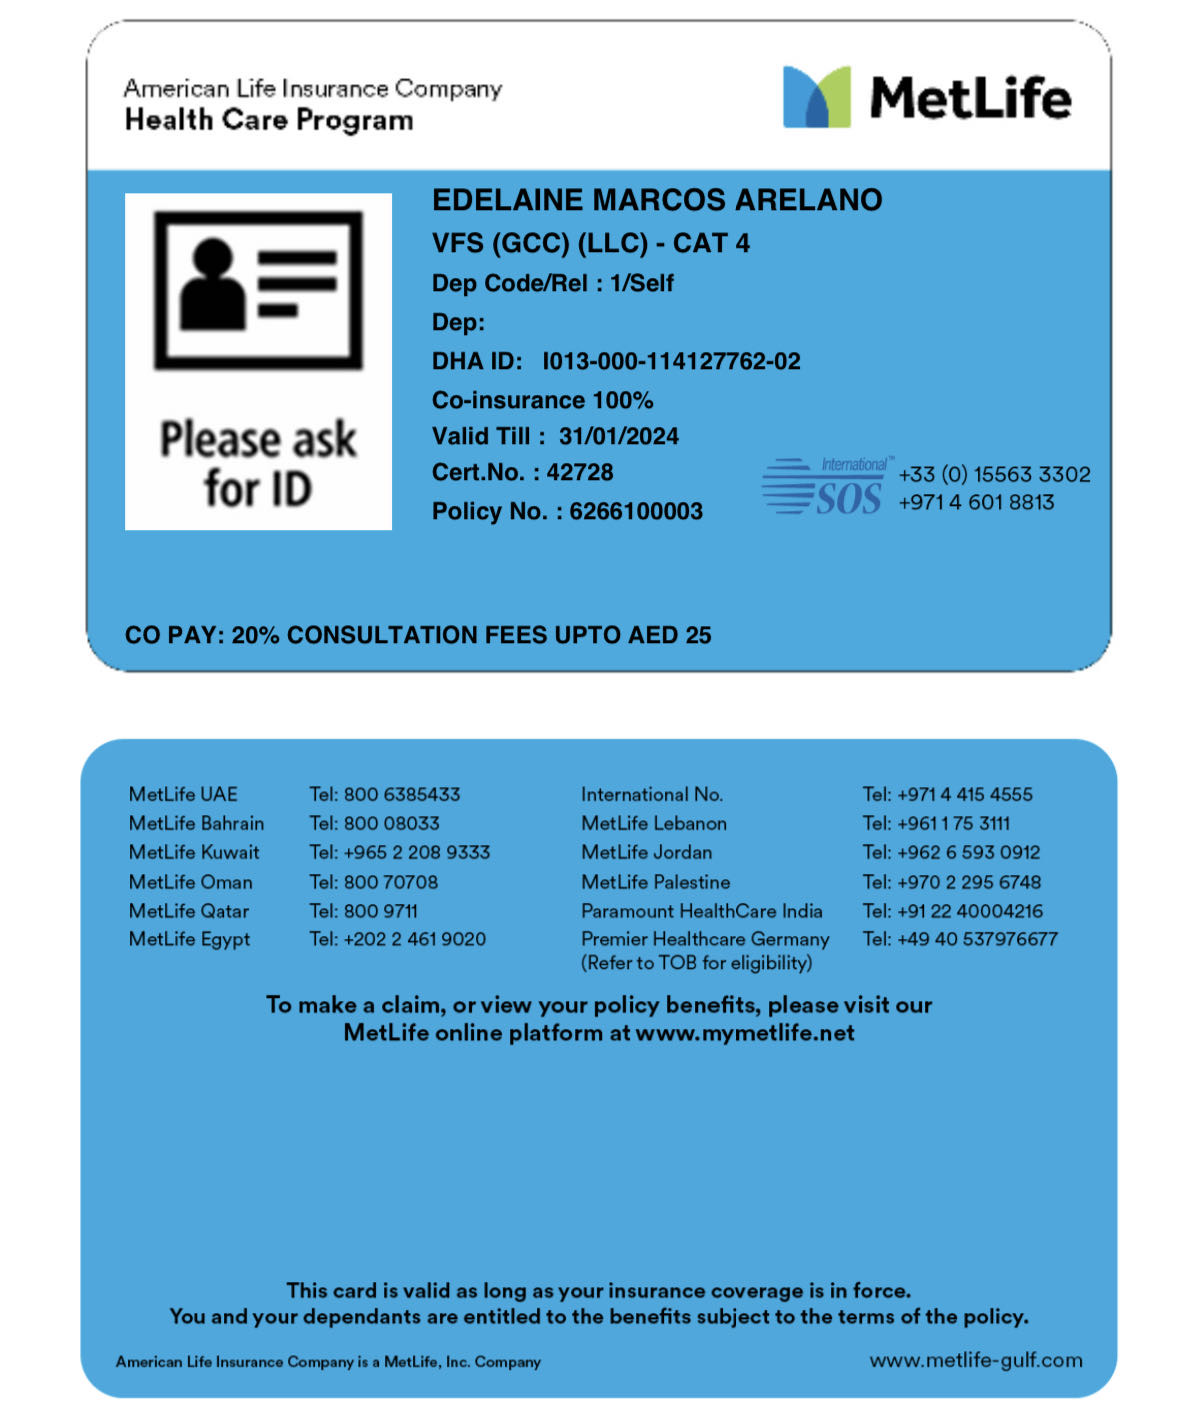 American Life Insurance Company
Health Care Program
MetLife
Please ask
for ID
EDELAINE MARCOS ARELANO
VFS (GCC) (LLC) - CAT 4
Dep Code/Rel : 1/Self
Dep:
DHA ID: I013-000-114127762-02
Co-insurance 100%
Valid Till : 31/01/2024
Cert.No. : 42728
Policy No. : 6266100003
International™
SOS
+33 (0) 15563 3302
+971 4 601 8813
CO PAY: 20% CONSULTATION FEES UPTO AED 25
MetLife UAE Tel: 800 6385433 International No. Tel: +971 4 415 4555
MetLife Bahrain Tel: 800 08033 MetLife Lebanon Tel: +961 1 75 3111
MetLife Kuwait Tel: +965 2 208 9333 MetLife Jordan Tel: +962 6 593 0912
MetLife Oman Tel: 800 70708 MetLife Palestine Tel: +970 2 295 6748
MetLife Qatar Tel: 800 9711 Paramount HealthCare India Tel: +91 22 40004216
MetLife Egypt Tel: +202 2 461 9020 Premier Healthcare Germany Tel: +49 40 537976677
(Refer to TOB for eligibility)
To make a claim, or view your policy benefits, please visit our
MetLife online platform at www.mymetlife.net
This card is valid as long as your insurance coverage is in force.
You and your dependants are entitled to the benefits subject to the terms of the policy.
American Life Insurance Company is a MetLife, Inc. Company
www.metlife-gulf.com